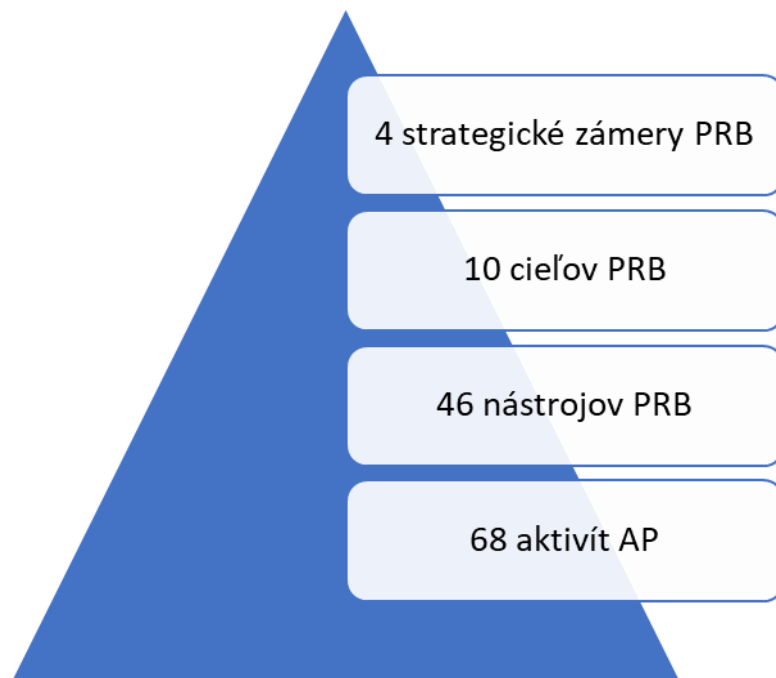 4 strategické zámery PRB
10 cieľov PRB
46 nástrojov PRB
68 aktivít AP